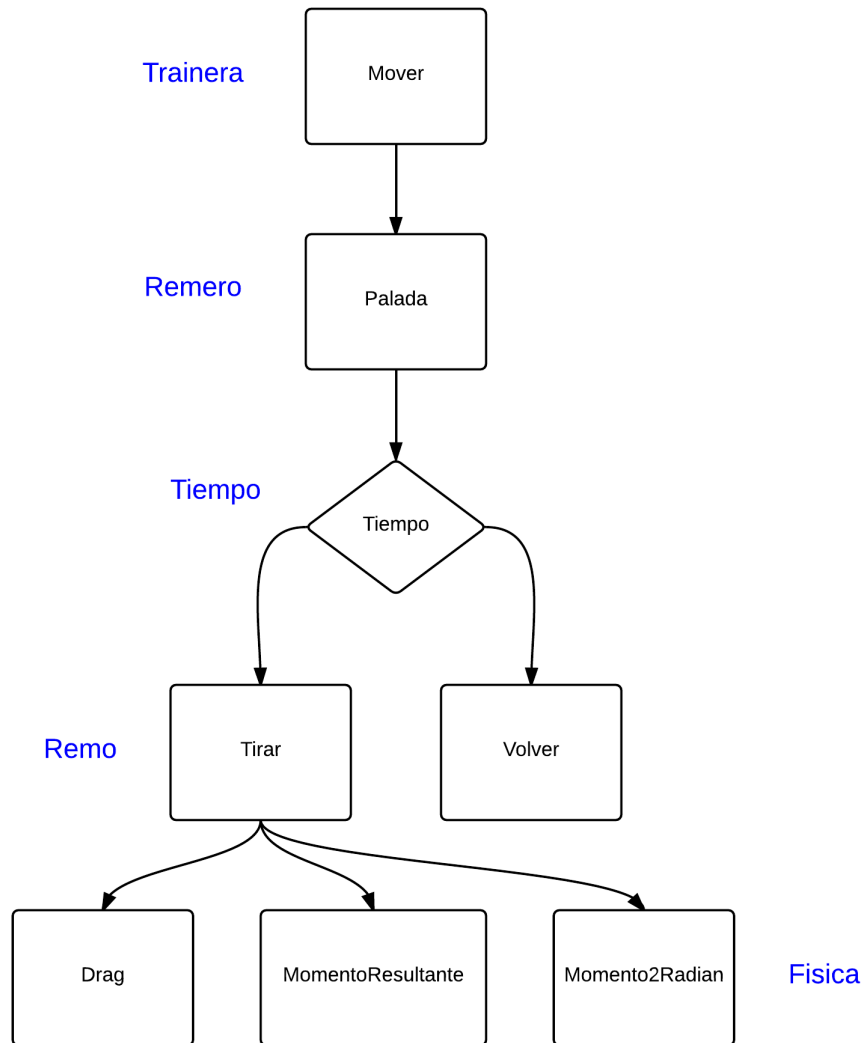 Trainera
Mover
Remero
Palada
Tiempo
Tiempo
Remo
Tirar
Volver
Drag
MomentoResultante
Momento2Radian
Fisica